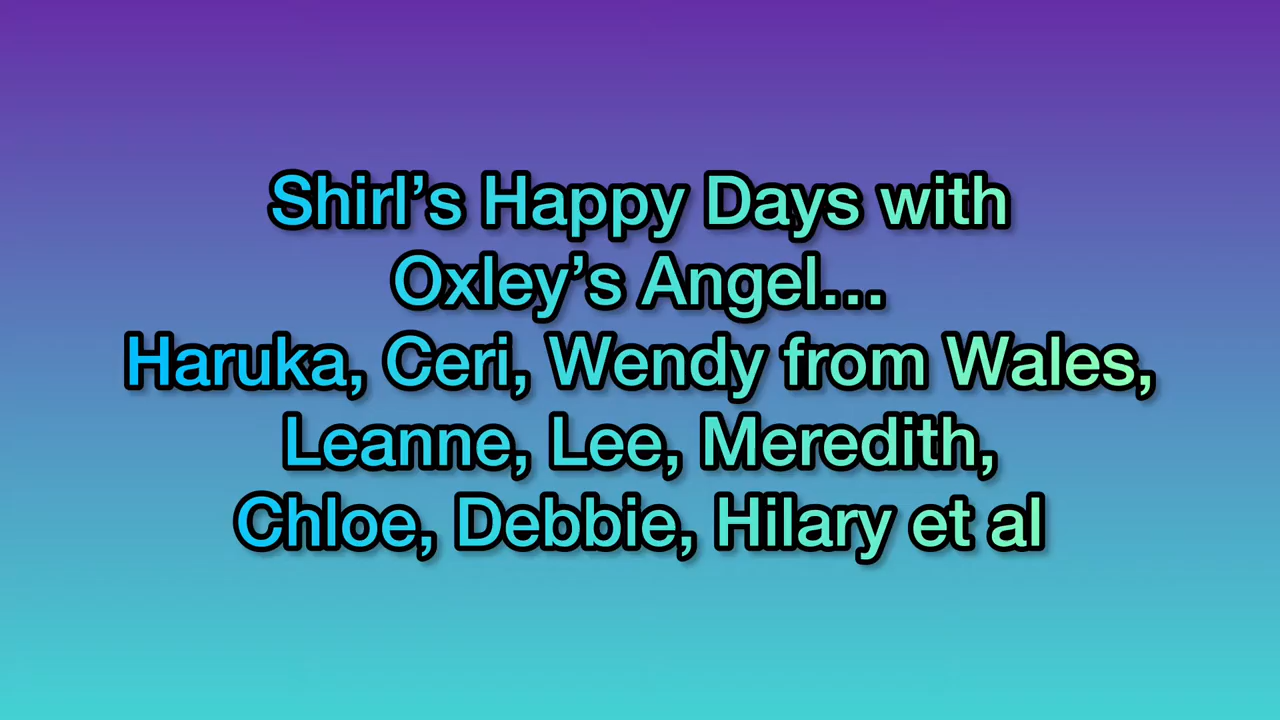 Shirl’s Happy Days with
Oxley’s Angel…
Haruka, Ceri, Wendy from Wales,
Leanne, Lee, Meredith,
Chloe, Debbie, Hilary et al